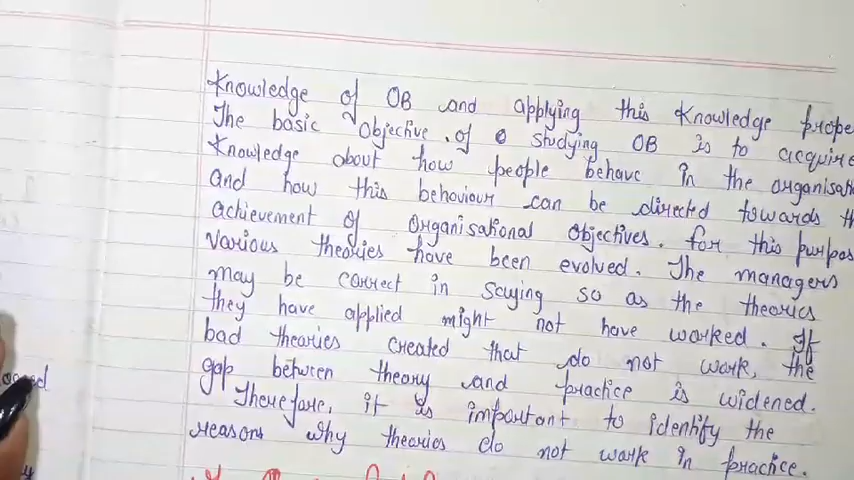 Knowledge of OB and applying this Knowledge prope
The basic Objective of studying OB is to acquire
Knowledge about how people behave in the organisati
and how this behaviour can be directed towards th
achievement of organisational objectives. for this purpos
various theories have been evolved. The managers
may be correct in saying so as the theories
they have applied might not have worked. If
bad theories created that do not work, the
gap between theory and practice is widened.
Therefore, it is important to identify the
reasons why theories do not work in practice.